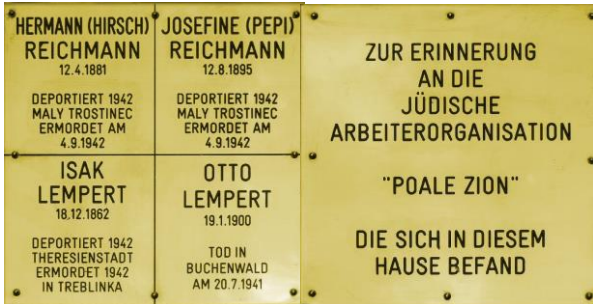 HERMANN (HIRSCH)
REICHMANN
12.4.1881
DEPORTIERT 1942
MALY TROSTINEC
ERMORDET AM
4.9.1942
JOSEFINE (PEPI)
REICHMANN
12.8.1895
DEPORTIERT 1942
MALY TROSTINEC
ERMORDET AM
4.9.1942
ISAK
LEMPERT
18.12.1862
DEPORTIERT 1942
THERESIENSTADT
ERMORDET 1942
IN TREBLINKA
OTTO
LEMPERT
19.1.1900
TOD IN
BUCHENWALD
AM 20.7.1941
ZUR ERINNERUNG
AN DIE
JÜDISCHE
ARBEITERORGANISATION
"POALE ZION"
DIE SICH IN DIESEM
HAUSE BEFAND